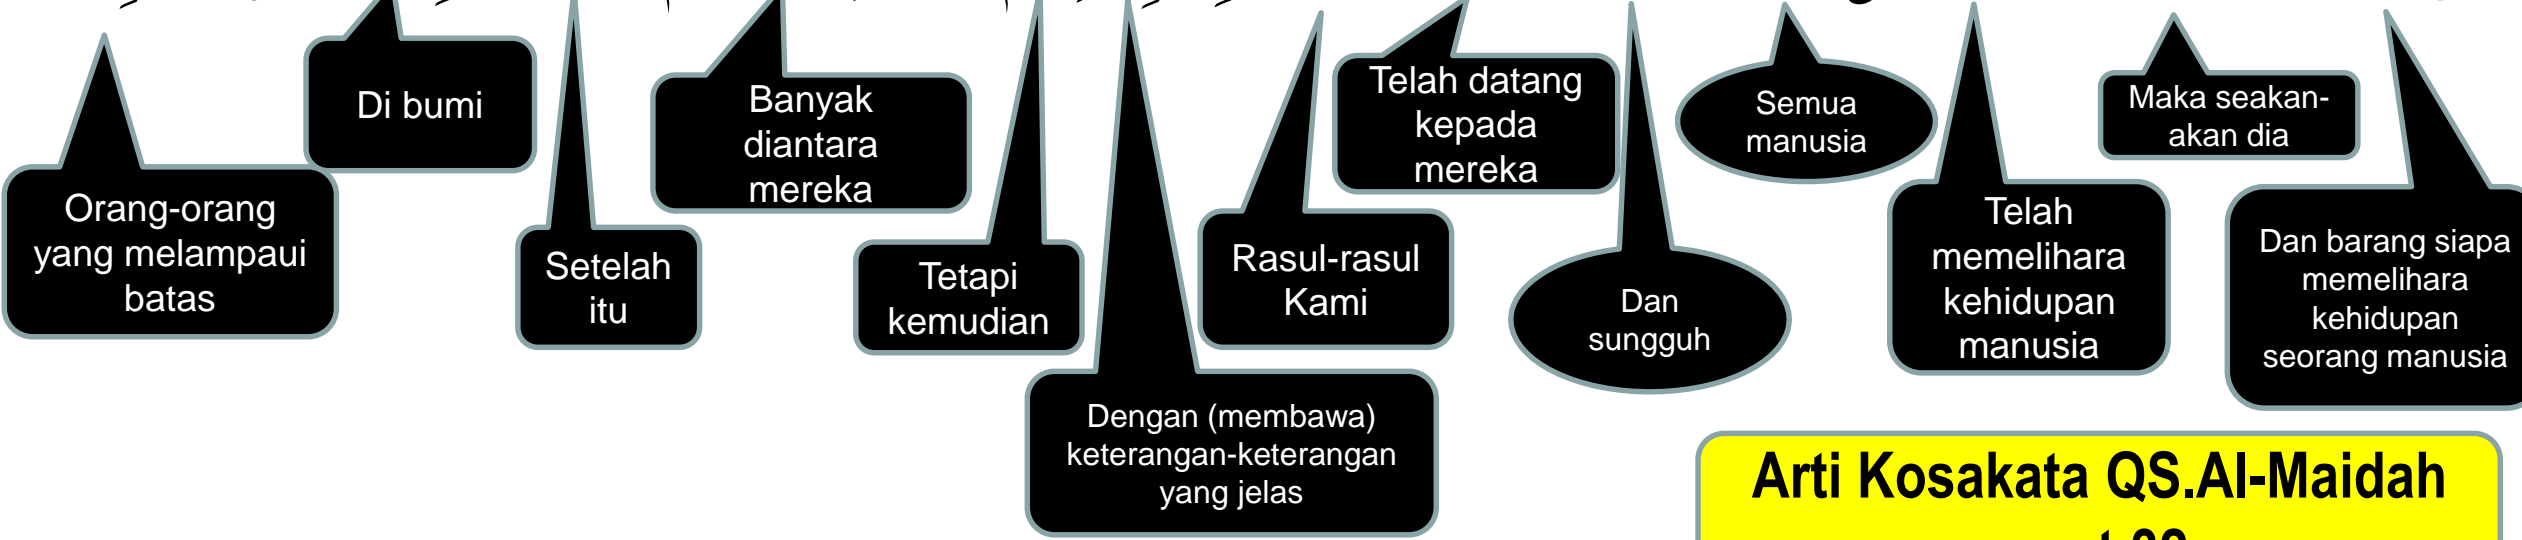 Di bumi
Banyak
diantara
mereka
Telah datang
kepada
mereka
Semua
manusia
Maka seakan-
akan dia
Orang-orang
yang melampaui
batas
Setelah
itu
Tetapi
kemudian
Rasul-rasul
Kami
Dan
sungguh
Telah
memelihara
kehidupan
manusia
Dan barang siapa
memelihara
kehidupan
seorang manusia
Dengan (membawa)
keterangan-keterangan
yang jelas
Arti Kosakata QS.Al-Maidah